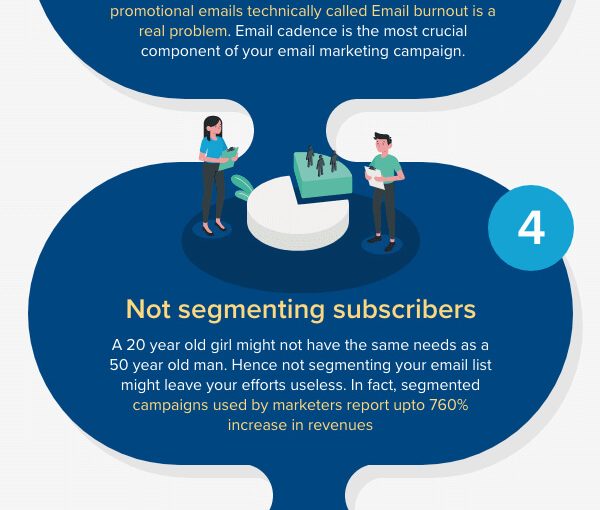 promotional emails technically called Email burnout is a
real problem. Email cadence is the most crucial
component of your email marketing campaign.
4
Not segmenting subscribers
A 20 year old girl might not have the same needs as a
50 year old man. Hence not segmenting your email list
might leave your efforts useless. In fact, segmented
campaigns used by marketers report upto 760%
increase in revenues